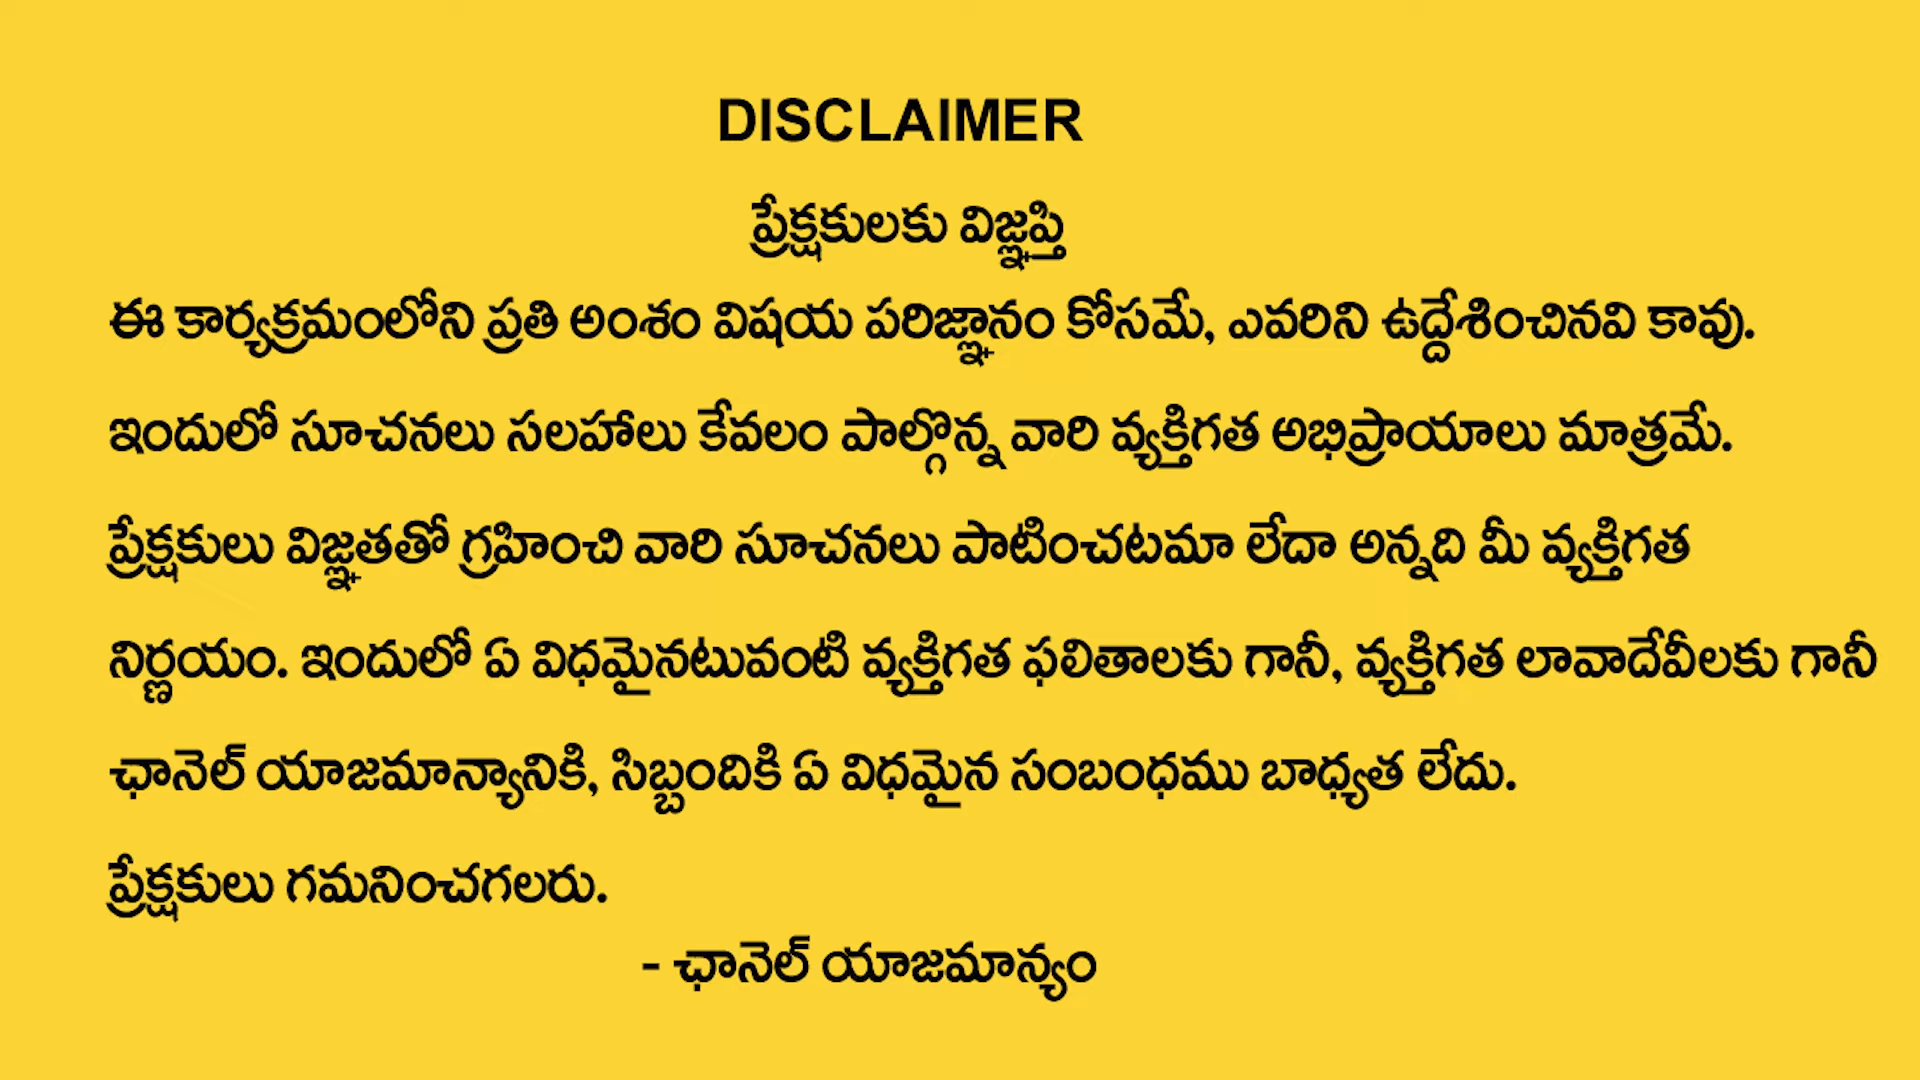 DISCLAIMER
ప్రేక్షకులకు విజ్ఞప్తి
ఈ కార్యక్రమంలోని ప్రతి అంశం విషయ పరిజ్ఞానం కోసమే, ఎవరిని ఉద్దేశించినవి కావు.
ఇందులో సూచనలు సలహాలు కేవలం పాల్గొన్న వారి వ్యక్తిగత అభిప్రాయాలు మాత్రమే.
ప్రేక్షకులు విజ్ఞతతో గ్రహించి వారి సూచనలు పాటించటమా లేదా అన్నది మీ వ్యక్తిగత
నిర్ణయం. ఇందులో ఏ విధమైనటువంటి వ్యక్తిగత ఫలితాలకు గానీ, వ్యక్తిగత లావాదేవీలకు గానీ
ఛానెల్ యాజమాన్యానికి, సిబ్బందికి ఏ విధమైన సంబంధము బాధ్యత లేదు.
ప్రేక్షకులు గమనించగలరు.
- ఛానెల్ యాజమాన్యం